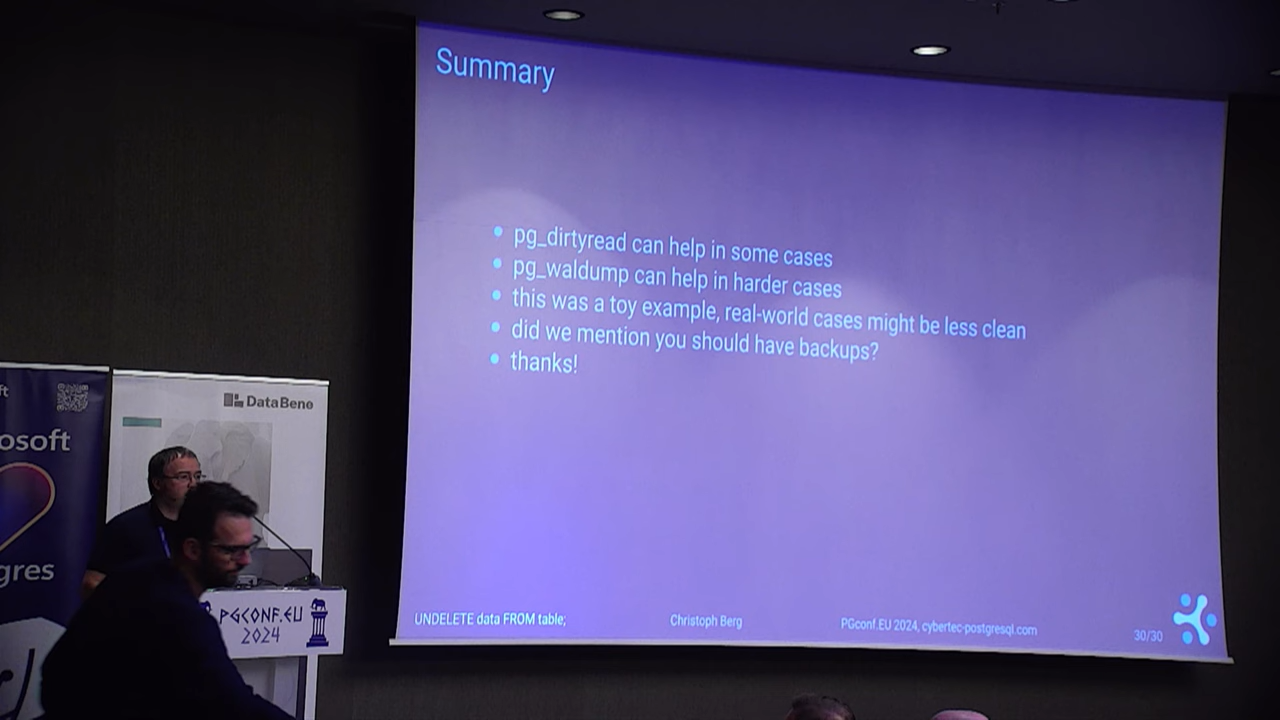 Summary
• pg_dirtyread can help in some cases
• pg_waldump can help in harder cases
• this was a toy example, real-world cases might be less clean
• did we mention you should have backups?
• thanks!
UNDELETE data FROM table;
Christoph Berg
PGconf.EU 2024, cybertec-postgresql.com
30/30
ft
osoft
gres
DataBene
PGCONF.EU
2024